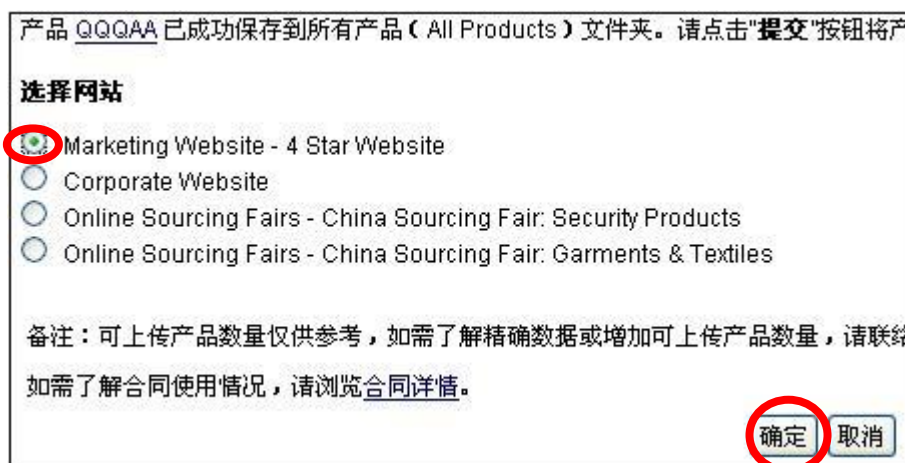 产品 QQQAA 已成功保存到所有产品（All Products）文件夹。请点击"提交"按钮将产
选择网站
Marketing Website - 4 Star Website
Corporate Website
Online Sourcing Fairs - China Sourcing Fair: Security Products
Online Sourcing Fairs - China Sourcing Fair: Garments & Textiles
备注：可上传产品数量仅供参考，如需了解精确数据或增加可上传产品数量，请联络
如需了解合同使用情况，请浏览合同详情。
确定 取消